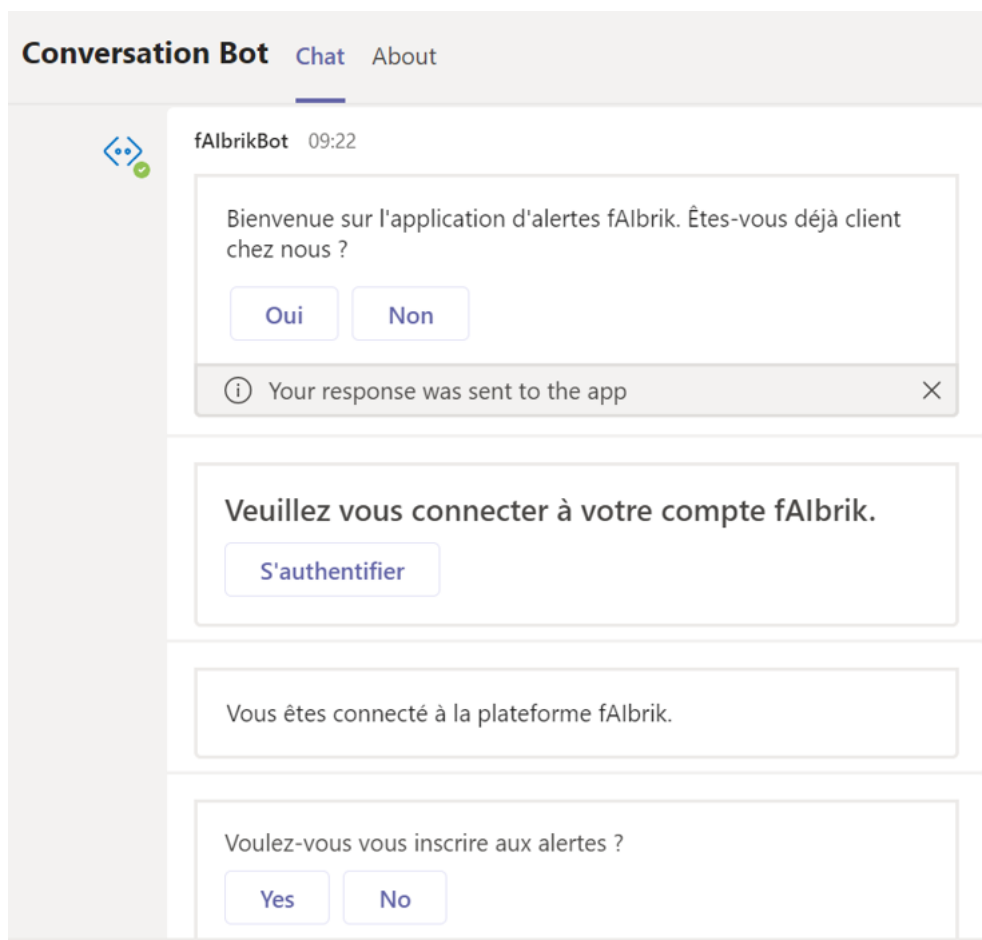 Conversation Bot Chat About
fAIbrikBot 09:22
Bienvenue sur l'application d'alertes fAIbrik. Êtes-vous déjà client
chez nous ?
Oui Non
Your response was sent to the app
Veuillez vous connecter à votre compte fAIbrik.
S'authentifier
Vous êtes connecté à la plateforme fAIbrik.
Voulez-vous vous inscrire aux alertes ?
Yes No